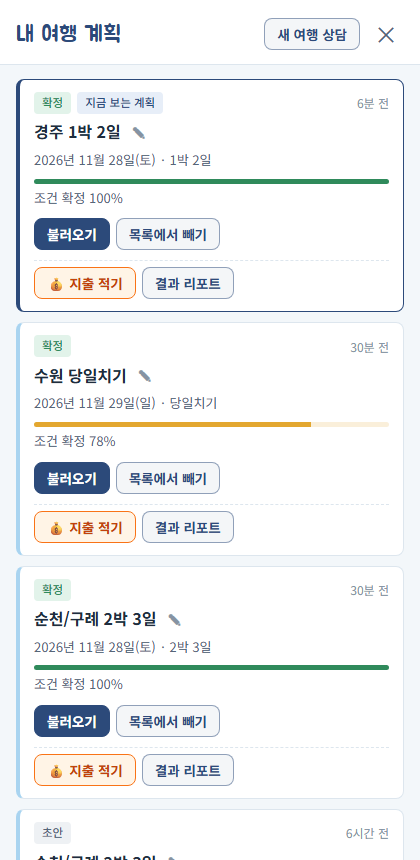 내 여행 계획
새 여행 상담
확정 지금 보는 계획 6분 전
경주 1박 2일
2026년 11월 28일(토) · 1박 2일
조건 확정 100%
불러오기 목록에서 빼기
지출 적기 결과 리포트
확정 30분 전
수원 당일치기
2026년 11월 29일(일) · 당일치기
조건 확정 78%
불러오기 목록에서 빼기
지출 적기 결과 리포트
확정 30분 전
순천/구례 2박 3일
2026년 11월 28일(토) · 2박 3일
조건 확정 100%
불러오기 목록에서 빼기
지출 적기 결과 리포트
초안 6시간 전